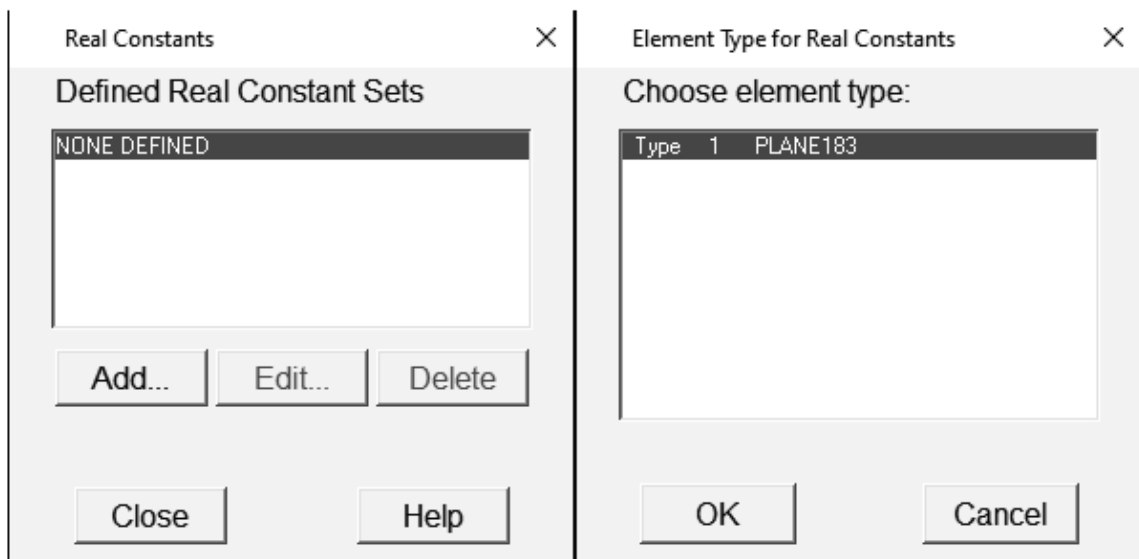 Real Constants
Defined Real Constant Sets
NONE DEFINED
Add... Edit... Delete
Close Help
Element Type for Real Constants
Choose element type:
Type 1 PLANE183
OK Cancel